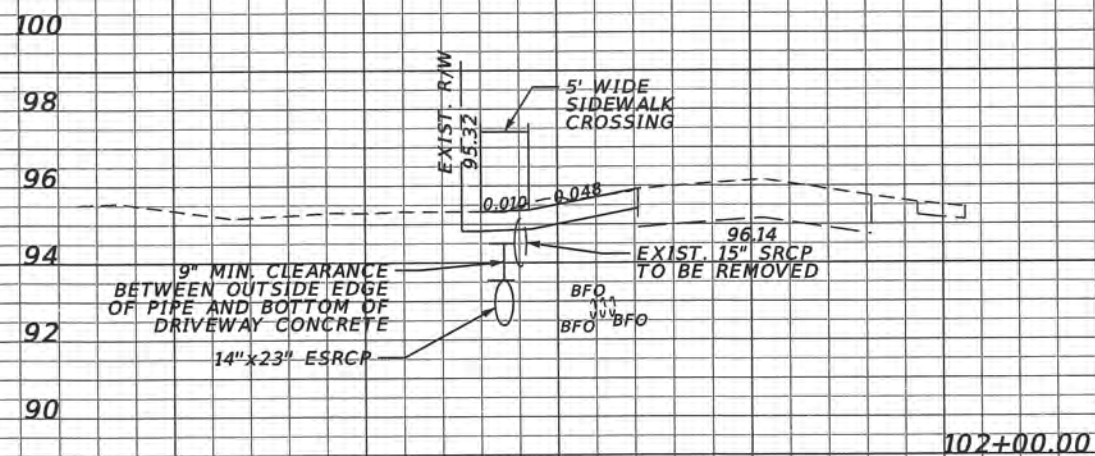 100
98
96
94
92
90
EXIST. R/W
95.32
5' WIDE
SIDEWALK
CROSSING
0.010
0.048
96.14
EXIST. 15" SRCP
TO BE REMOVED
9" MIN. CLEARANCE
BETWEEN OUTSIDE EDGE
OF PIPE AND BOTTOM OF
DRIVEWAY CONCRETE
14"x23" ESRCP
BFO
BFO
BFO
102+00.00